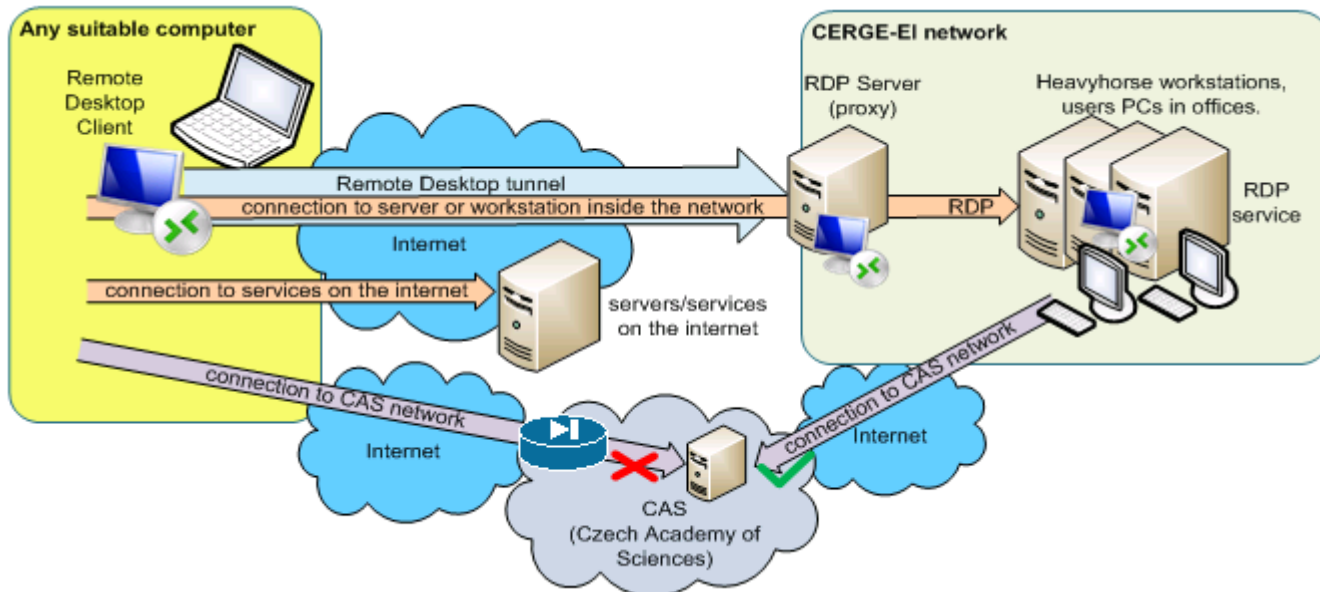 Any suitable computer
Remote
Desktop
Client
CERGE-EI network
RDP Server
(proxy)
Heavyhorse workstations,
users PCs in offices.
Remote Desktop tunnel
connection to server or workstation inside the network
RDP
RDP
service
Internet
connection to services on the internet
servers/services
on the internet
connection to CAS network
Internet
connection to CAS network
Internet
CAS
(Czech Academy of
Sciences)